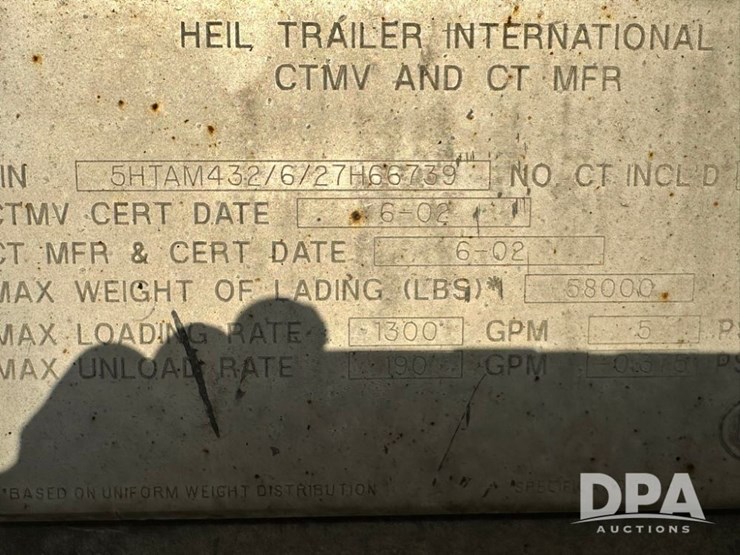 HEIL TRAILER INTERNATIONAL
CTMV AND CT MFR
IN 5HTAM432/6/27H66739 NO. CT INCL'D
CTMV CERT DATE 6-02
CT MFR & CERT DATE 6-02
MAX WEIGHT OF LADING (LBS)* 58000
MAX LOADING RATE 1300 GPM 5 PS
MAX UNLOAD RATE GPM PS
*BASED ON UNIFORM WEIGHT DISTRIBUTION
DPA
AUCTIONS